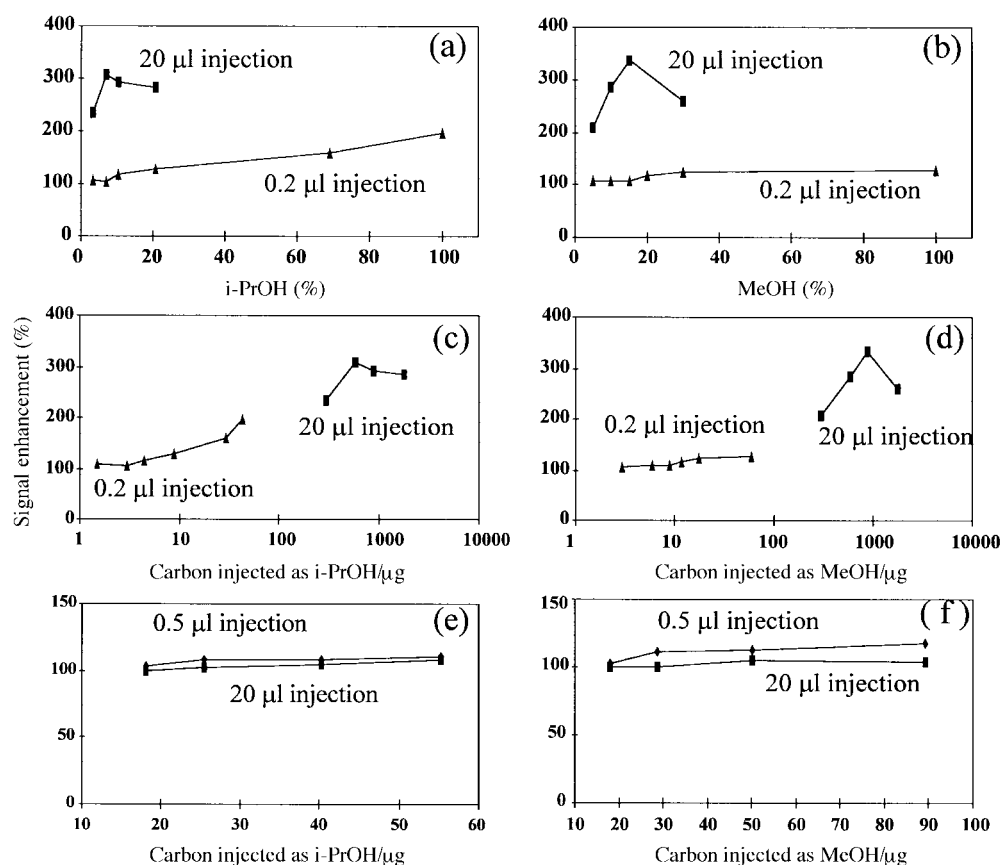 400
300
200
100
0
(a)
20 µl injection
0.2 µl injection
0 20 40 60 80 100
i-PrOH (%)
400
300
200
100
0
(b)
20 µl injection
0.2 µl injection
0 20 40 60 80 100
MeOH (%)
Signal enhancement (%)
400
300
200
100
0
(c)
20 µl injection
0.2 µl injection
1 10 100 1000 10000
Carbon injected as i-PrOH/µg
400
300
200
100
0
(d)
0.2 µl injection
20 µl injection
1 10 100 1000 10000
Carbon injected as MeOH/µg
150
100
50
0
(e)
0.5 µl injection
20 µl injection
10 20 30 40 50 60
Carbon injected as i-PrOH/µg
150
100
50
0
(f)
0.5 µl injection
20 µl injection
10 20 30 40 50 60 70 80 90 100
Carbon injected as MeOH/µg